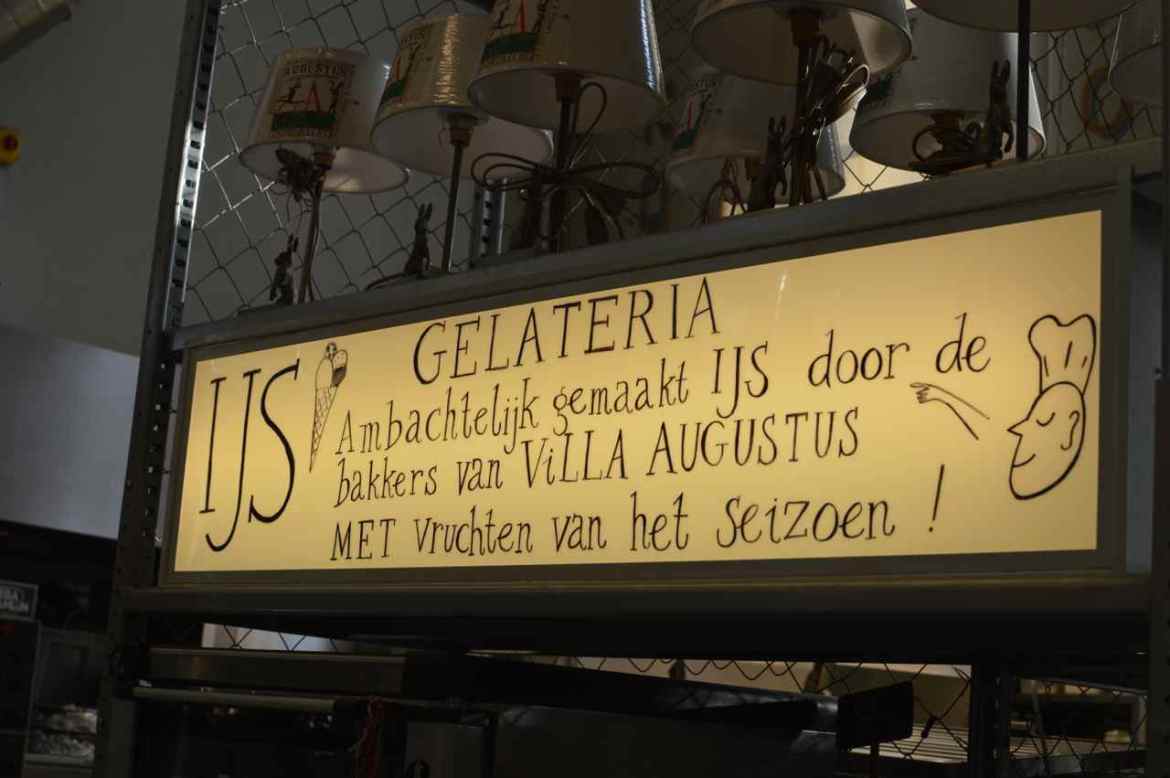 IJS
GELATERIA
Ambachtelijk gemaakt IJS door de
bakkers van ViLLA AUGUSTUS
MET vruchten van het seizoen !